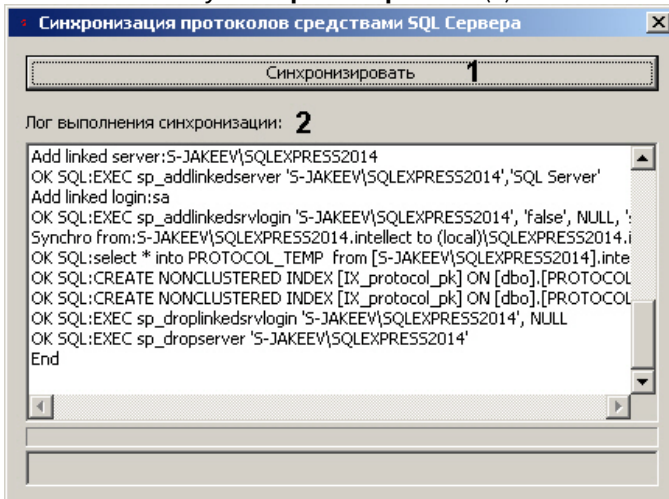 Синхронизация протоколов средствами SQL Сервера
Синхронизировать 1
Лог выполнения синхронизации: 2
Add linked server:S-JAKEEV\SQLEXPRESS2014
OK SQL:EXEC sp_addlinkedserver 'S-JAKEEV\SQLEXPRESS2014','SQL Server'
Add linked login:sa
OK SQL:EXEC sp_addlinkedsrvlogin 'S-JAKEEV\SQLEXPRESS2014', 'false', NULL, '
Synchro from:S-JAKEEV\SQLEXPRESS2014.intellect to (local)\SQLEXPRESS2014.i
OK SQL:select * into PROTOCOL_TEMP from [S-JAKEEV\SQLEXPRESS2014].inte
OK SQL:CREATE NONCLUSTERED INDEX [IX_protocol_pk] ON [dbo].[PROTOCOL
OK SQL:CREATE NONCLUSTERED INDEX [IX_protocol_pk] ON [dbo].[PROTOCOL
OK SQL:EXEC sp_droplinkedsrvlogin 'S-JAKEEV\SQLEXPRESS2014', NULL
OK SQL:EXEC sp_dropserver 'S-JAKEEV\SQLEXPRESS2014'
End